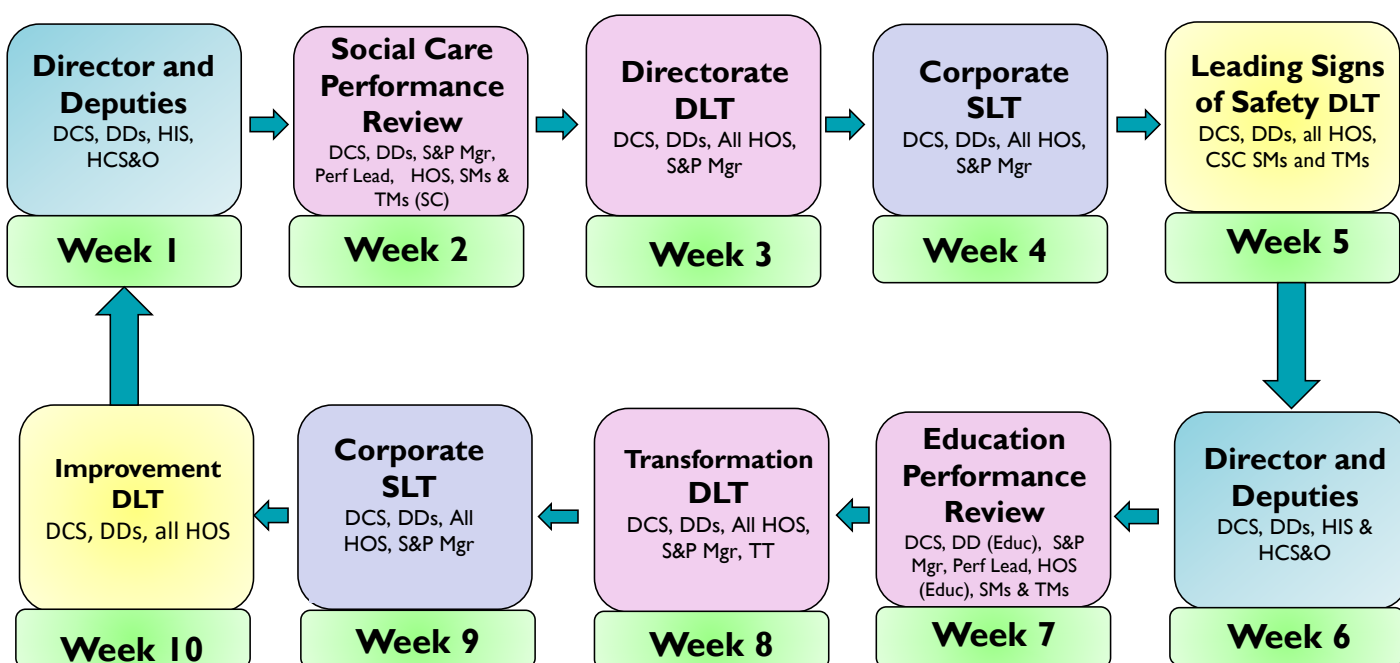 Director and
Deputies
DCS, DDs, HIS,
HCS&O
Week 1
Social Care
Performance
Review
DCS, DDs, S&P Mgr,
Perf Lead, HOS, SMs &
TMs (SC)
Week 2
Directorate
DLT
DCS, DDs, All HOS,
S&P Mgr
Week 3
Corporate
SLT
DCS, DDs, All HOS,
S&P Mgr
Week 4
Leading Signs
of Safety DLT
DCS, DDs, all HOS,
CSC SMs and TMs
Week 5
Director and
Deputies
DCS, DDs, HIS &
HCS&O
Week 6
Education
Performance
Review
DCS, DD (Educ), S&P
Mgr, Perf Lead, HOS
(Educ), SMs & TMs
Week 7
Transformation
DLT
DCS, DDs, All HOS,
S&P Mgr, TT
Week 8
Corporate
SLT
DCS, DDs, All
HOS, S&P Mgr
Week 9
Improvement
DLT
DCS, DDs, all HOS
Week 10